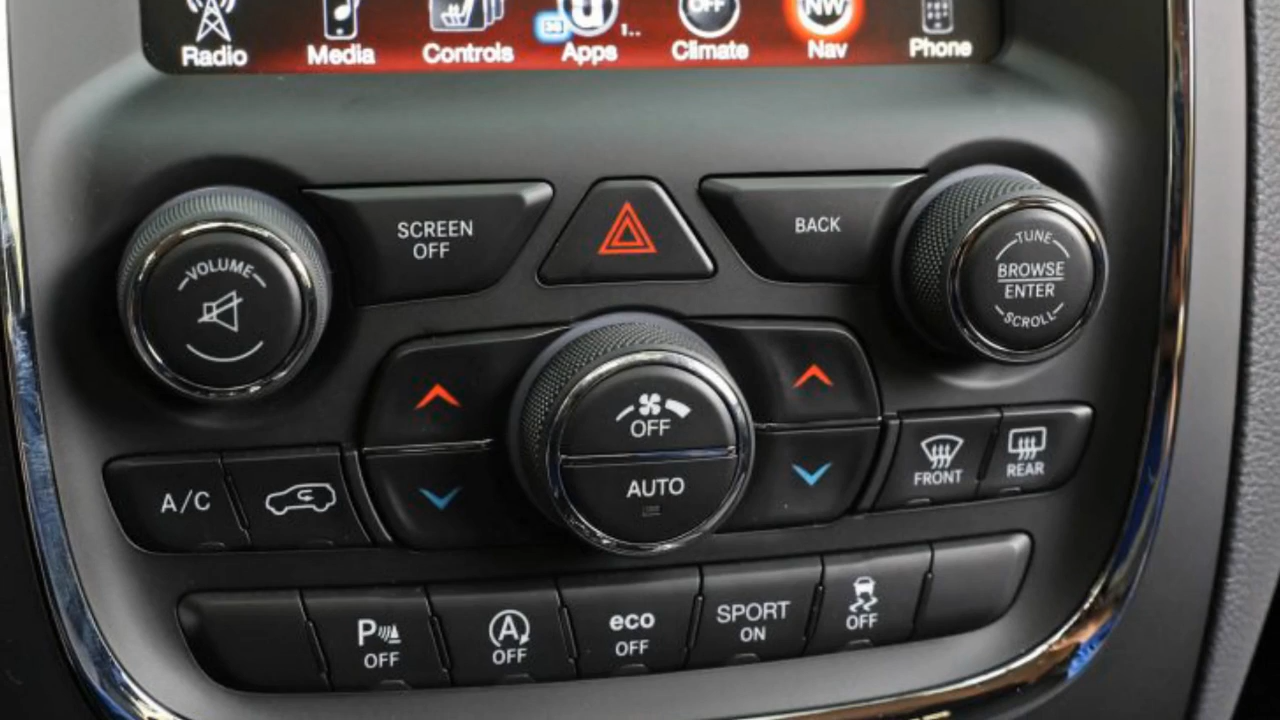 OFF
NW
Radio
Media
Controls
Apps
1..
Climate
Nav
Phone
SCREEN
OFF
BACK
TUNE
BROWSE
ENTER
SCROLL
VOLUME
OFF
AUTO
A/C
FRONT
REAR
P
OFF
A
OFF
eco
OFF
SPORT
ON
OFF